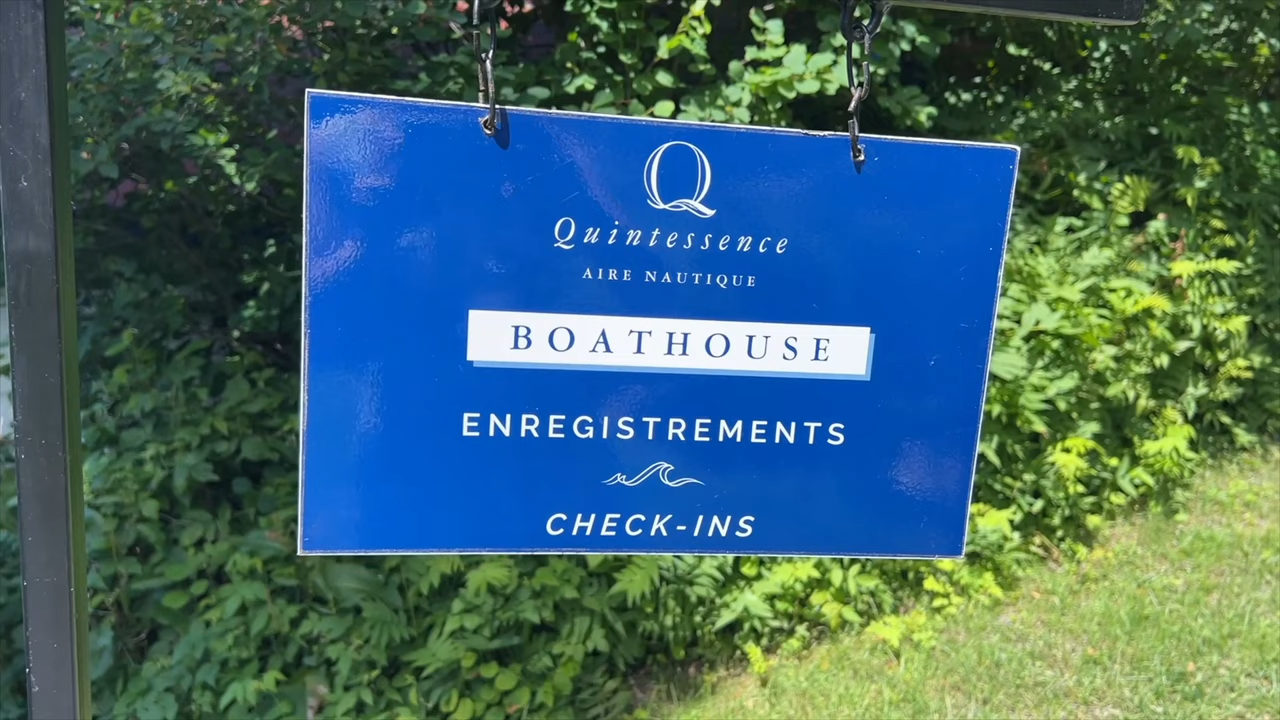 Q
Quintessence
AIRE NAUTIQUE
BOATHOUSE
ENREGISTREMENTS
CHECK-INS